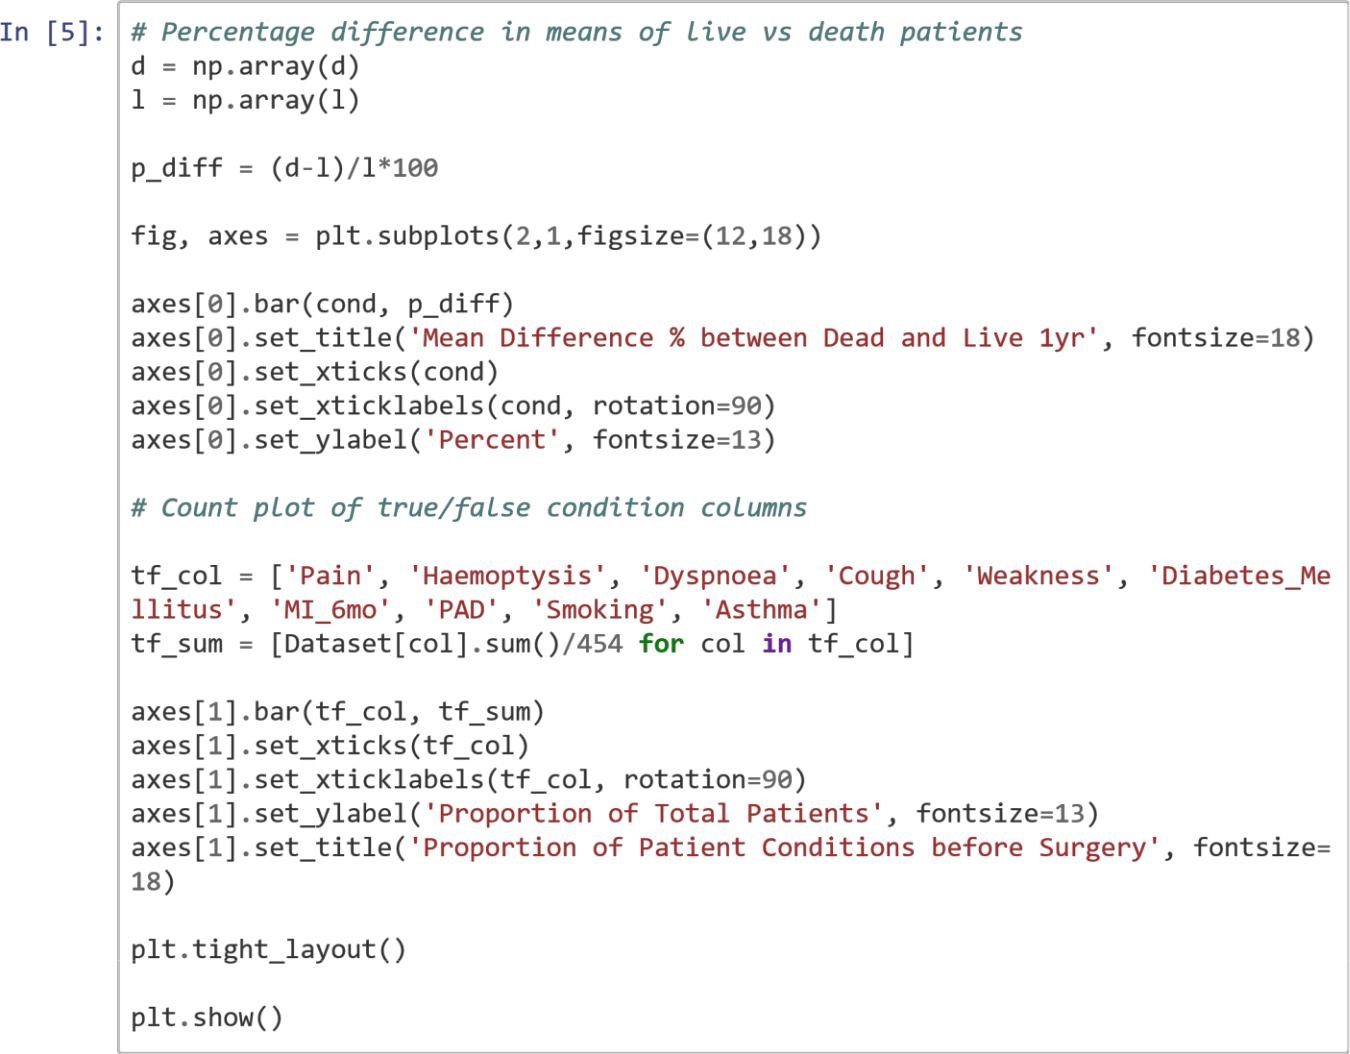 In [5]: # Percentage difference in means of live vs death patients
d = np.array(d)
l = np.array(l)
p_diff = (d-l)/l*100
fig, axes = plt.subplots(2,1,figsize=(12,18))
axes[0].bar(cond, p_diff)
axes[0].set_title('Mean Difference % between Dead and Live 1yr', fontsize=18)
axes[0].set_xticks(cond)
axes[0].set_xticklabels(cond, rotation=90)
axes[0].set_ylabel('Percent', fontsize=13)
# Count plot of true/false condition columns
tf_col = ['Pain', 'Haemoptysis', 'Dyspnoea', 'Cough', 'Weakness', 'Diabetes_Me
llitus', 'MI_6mo', 'PAD', 'Smoking', 'Asthma']
tf_sum = [Dataset[col].sum()/454 for col in tf_col]
axes[1].bar(tf_col, tf_sum)
axes[1].set_xticks(tf_col)
axes[1].set_xticklabels(tf_col, rotation=90)
axes[1].set_ylabel('Proportion of Total Patients', fontsize=13)
axes[1].set_title('Proportion of Patient Conditions before Surgery', fontsize=
18)
plt.tight_layout()
plt.show()